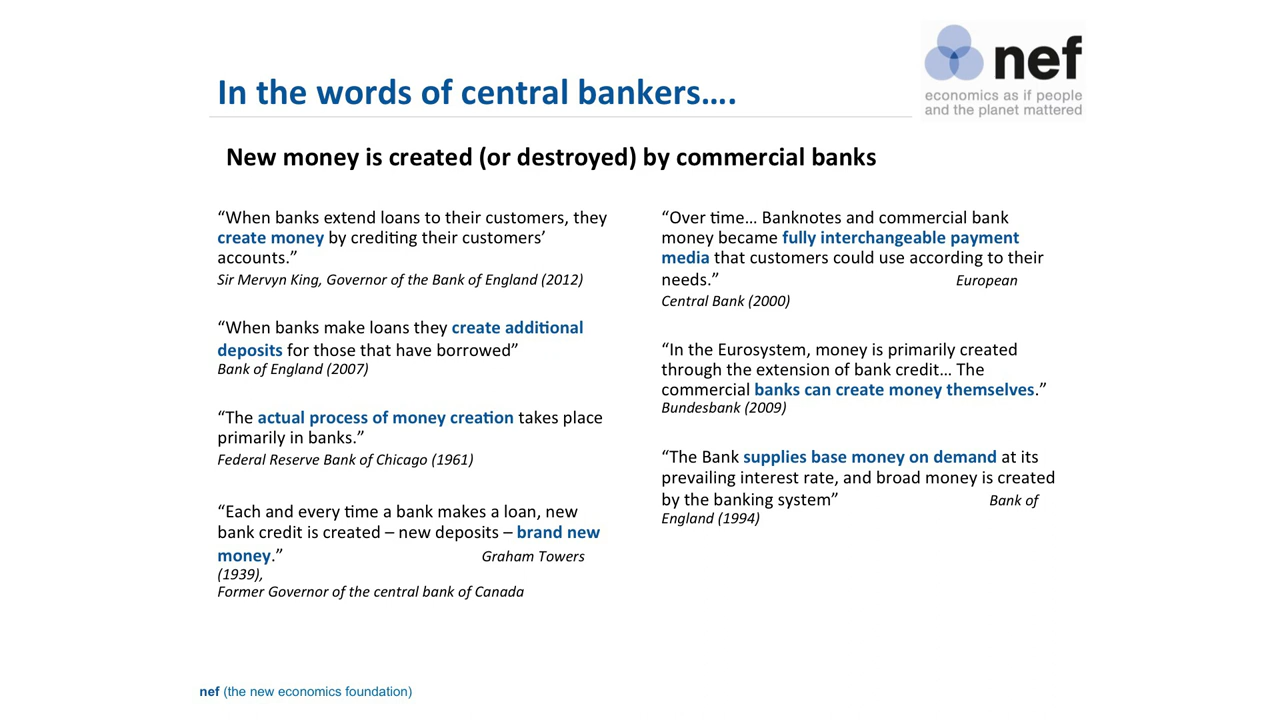 nef
economics as if people
and the planet mattered
In the words of central bankers....
New money is created (or destroyed) by commercial banks
“When banks extend loans to their customers, they
create money by crediting their customers’
accounts.”
Sir Mervyn King, Governor of the Bank of England (2012)
“When banks make loans they create additional
deposits for those that have borrowed”
Bank of England (2007)
“The actual process of money creation takes place
primarily in banks.”
Federal Reserve Bank of Chicago (1961)
“Each and every time a bank makes a loan, new
bank credit is created – new deposits – brand new
money.” Graham Towers
(1939),
Former Governor of the central bank of Canada
“Over time… Banknotes and commercial bank
money became fully interchangeable payment
media that customers could use according to their
needs.” European
Central Bank (2000)
“In the Eurosystem, money is primarily created
through the extension of bank credit… The
commercial banks can create money themselves.”
Bundesbank (2009)
“The Bank supplies base money on demand at its
prevailing interest rate, and broad money is created
by the banking system” Bank of
England (1994)
nef (the new economics foundation)